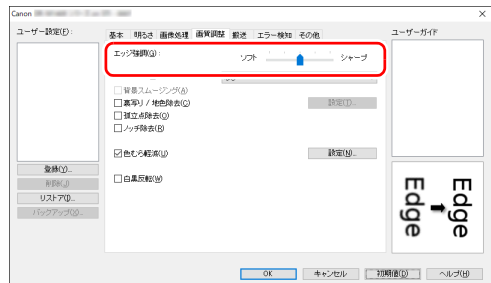 Canon
ユーザー設定(F):
基本 明るさ 画像処理 画質調整 搬送 エラー検知 その他
ユーザーガイド
エッジ強調(G):
ソフト
シャープ
背景スムージング(A)
裏写り / 地色除去(C)
設定(T)...
孤立点除去(O)
ノッチ除去(R)
色むら軽減(U)
設定(N)...
白黒反転(W)
登録(Y)...
削除(J)
リストア(I)...
バックアップ(X)...
Edge
Edge
OK
キャンセル
初期値(D)
ヘルプ(H)